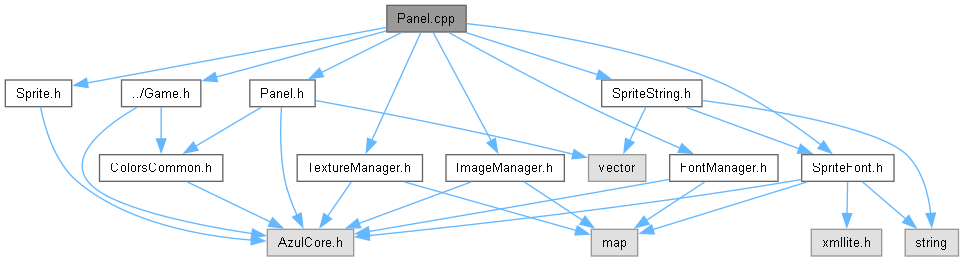 Panel.cpp
Sprite.h
../Game.h
Panel.h
SpriteString.h
ColorsCommon.h
TextureManager.h
ImageManager.h
vector
FontManager.h
SpriteFont.h
AzulCore.h
map
xmllite.h
string